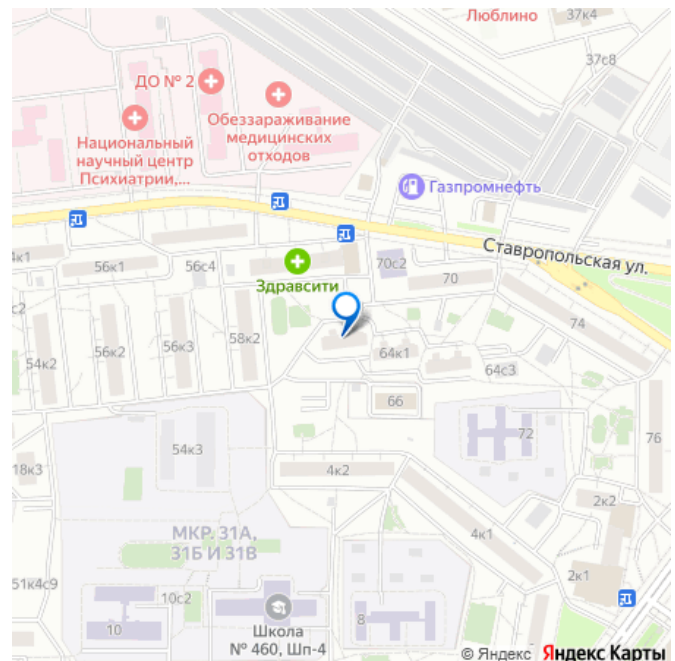 Люблино
37к4
37с8
ДО № 2
Обеззараживание
медицинских
отходов
Национальный
научный центр
Психиатрии,...
Газпромнефть
Ставропольская ул.
4к1
56к1
56с4
Здравсити
70с2
70
74
с2
58к2
54к2
56к2
56к3
64к1
64с3
66
72
76
54к3
18к3
4к2
2к2
4к1
МКР. 31А,
31Б И 31В
2к1
51к4с9
10с2
10
8
Школа
№ 460, Шп-4
© Яндекс Яндекс Карты